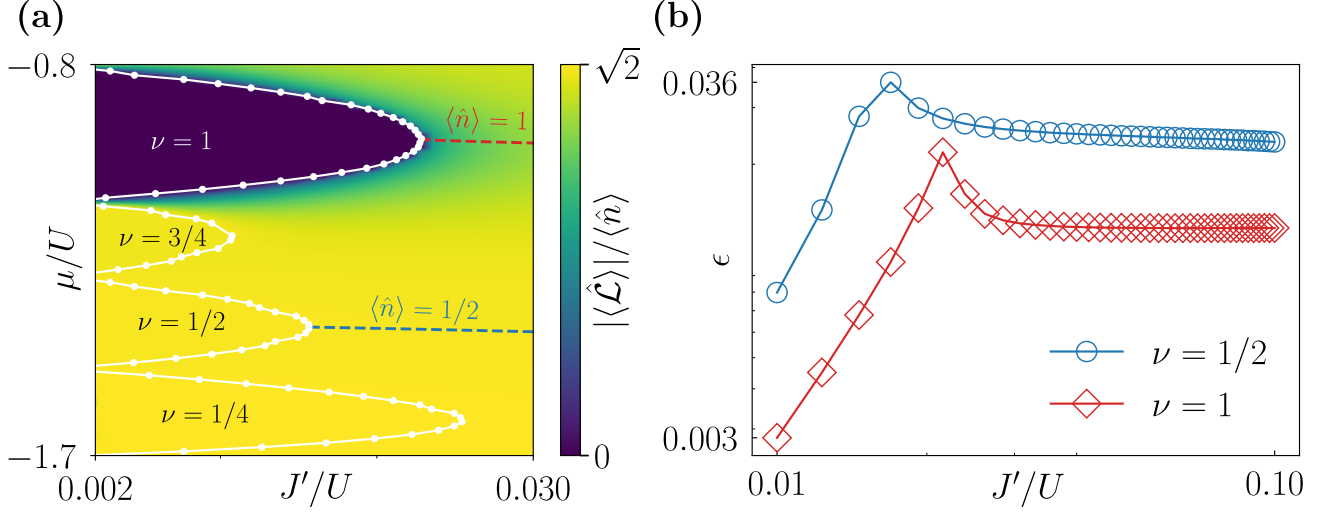 (a)
−0.8
μ/U
−1.7
ν = 1
ν = 3/4
ν = 1/2
ν = 1/4
⟨n̂⟩ = 1
⟨n̂⟩ = 1/2
0.002
J′/U
0.030
√2
|⟨𝓛̂⟩|/⟨n̂⟩
0
(b)
0.036
ϵ
0.003
ν = 1/2
ν = 1
0.01
J′/U
0.10